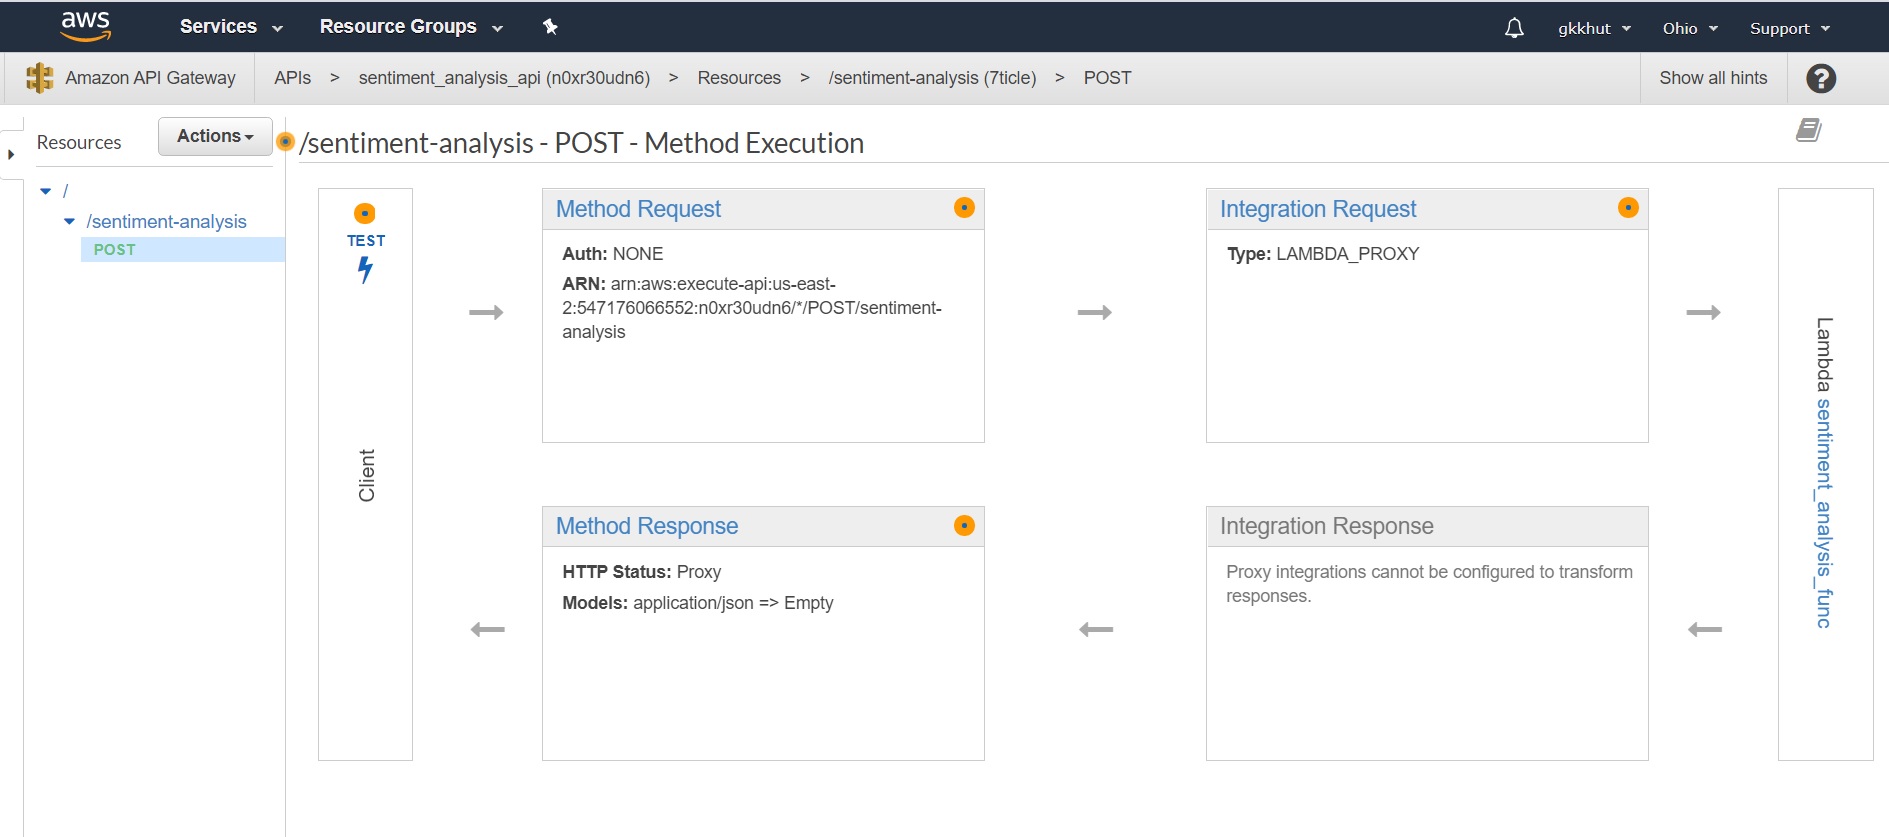 aws Services Resource Groups gkkhut Ohio Support
Amazon API Gateway APIs > sentiment_analysis_api (n0xr30udn6) > Resources > /sentiment-analysis (7ticle) > POST Show all hints ?
Resources Actions
/sentiment-analysis - POST - Method Execution
/
/sentiment-analysis
POST
TEST
Client
Method Request
Auth: NONE
ARN: arn:aws:execute-api:us-east-
2:547176066552:n0xr30udn6/*/POST/sentiment-
analysis
Integration Request
Type: LAMBDA_PROXY
Lambda sentiment_analysis_func
Method Response
HTTP Status: Proxy
Models: application/json => Empty
Integration Response
Proxy integrations cannot be configured to transform
responses.